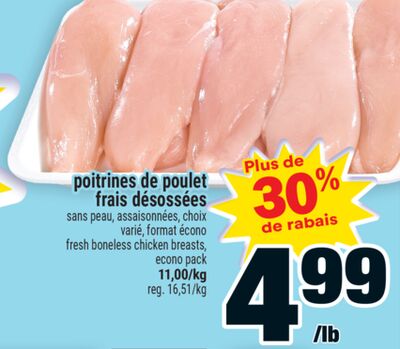 poitrines de poulet
frais désossées
sans peau, assaisonnées, choix
varié, format écono
fresh boneless chicken breasts,
econo pack
11,00/kg
reg. 16,51/kg
Plus de
30%
de rabais
4 99
/lb